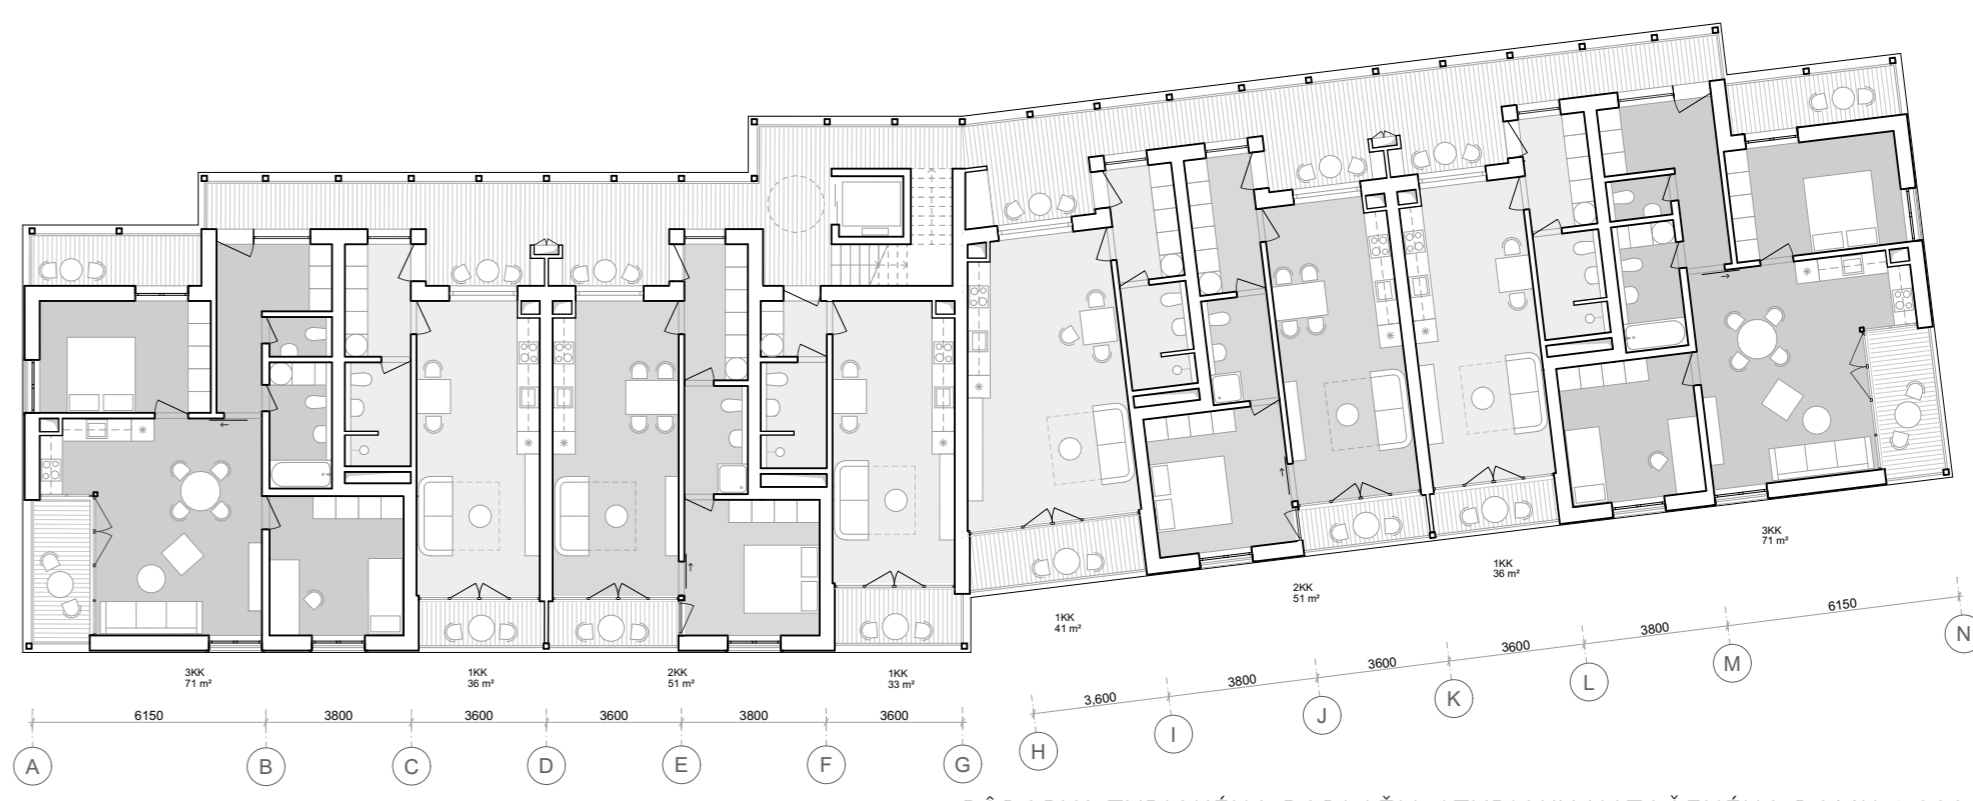 3KK
71 m²
1KK
36 m²
2KK
51 m²
1KK
33 m²
1KK
41 m²
2KK
51 m²
1KK
36 m²
3KK
71 m²
6150 3800 3600 3600 3800 3600
3,600 3800 3600 3600 3800 6150
A B C D E F G
H I J K L M N